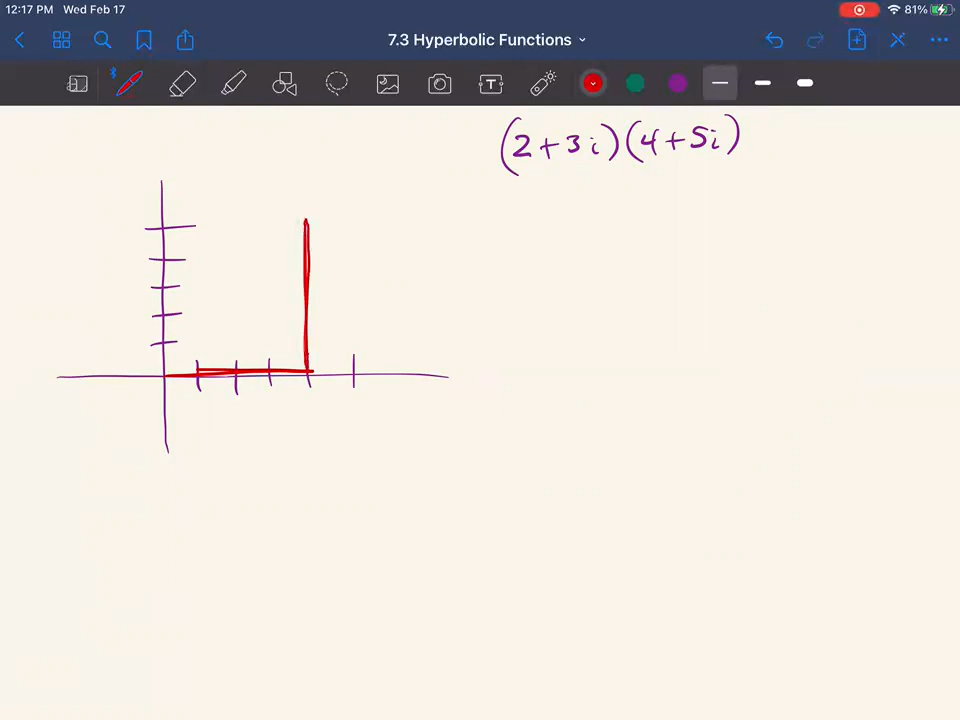 12:17 PM Wed Feb 17
81%
7.3 Hyperbolic Functions
T
(2+3i)(4+5i)